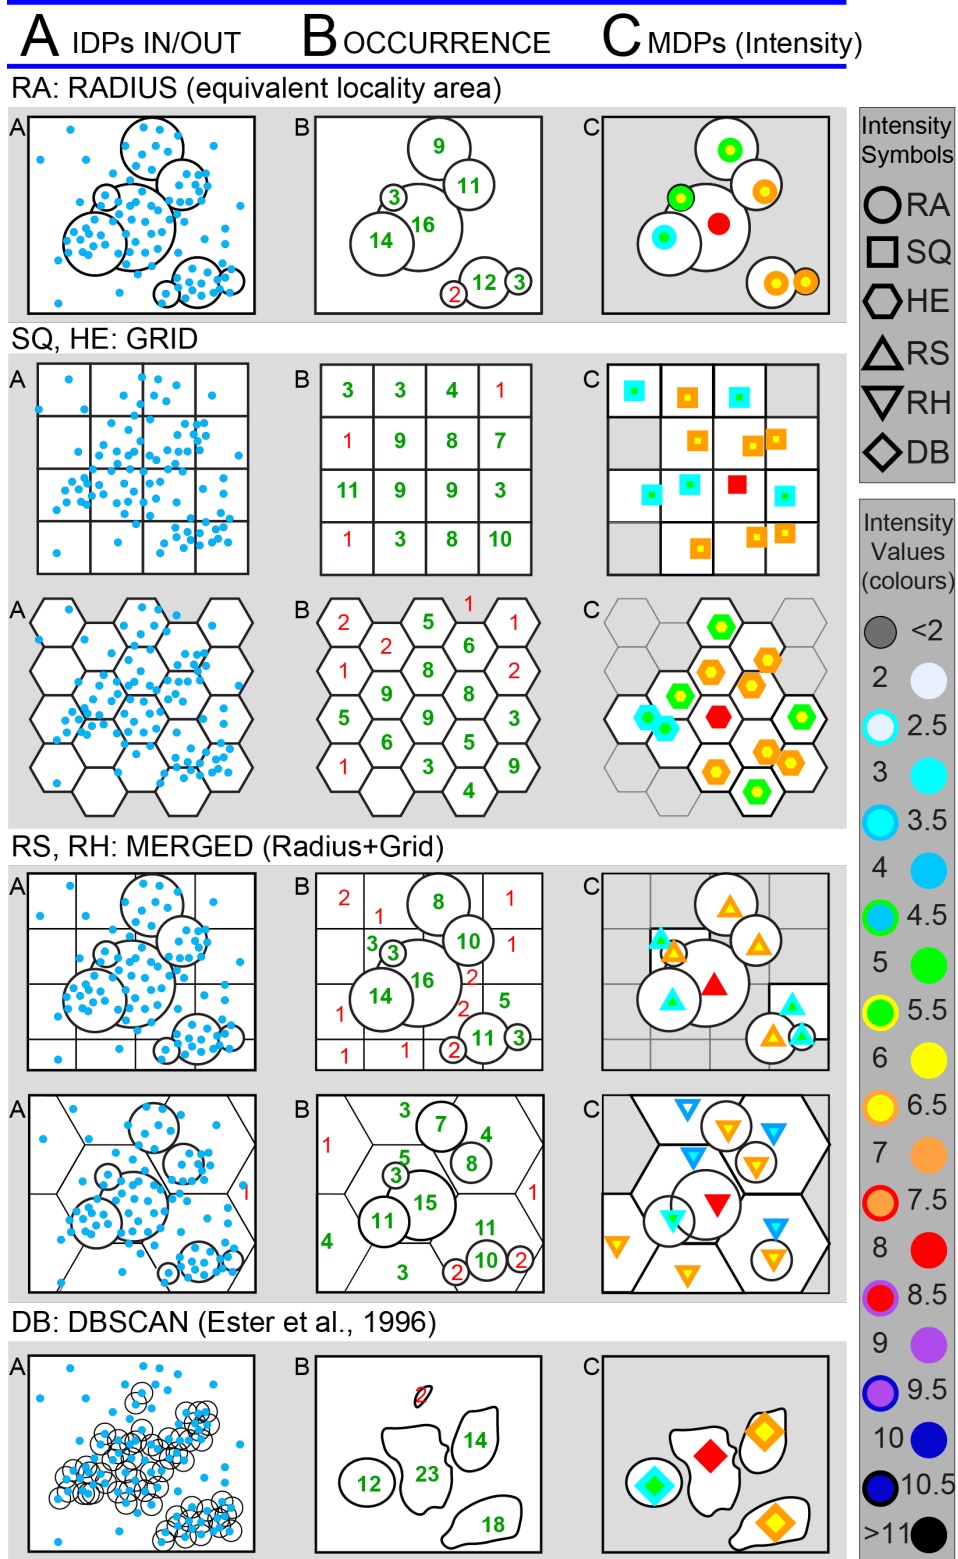 A IDPs IN/OUT B OCCURRENCE C MDPs (Intensity)
RA: RADIUS (equivalent locality area)
A B C
9
11
3
16
14
12 3
2
SQ, HE: GRID
A B C
3 3 4 1
1 9 8 7
11 9 9 3
1 3 8 10
A B C
1
2 5 1
2 6
1 8 2
9 8
5 9 3
6 5
1 3 9
4
RS, RH: MERGED (Radius+Grid)
A B C
2 8 1
1
3 3 10 1
16 2
14 5
1 2
11 3
1 1 2
A B C
3 7
1 4
5 8
3
1 15 1
11 11
4
10 2
3 2
DB: DBSCAN (Ester et al., 1996)
A B C
2
14
12 23
18
Intensity
Symbols
RA
SQ
HE
RS
RH
DB
Intensity
Values
(colours)
<2
2
2.5
3
3.5
4
4.5
5
5.5
6
6.5
7
7.5
8
8.5
9
9.5
10
10.5
>11